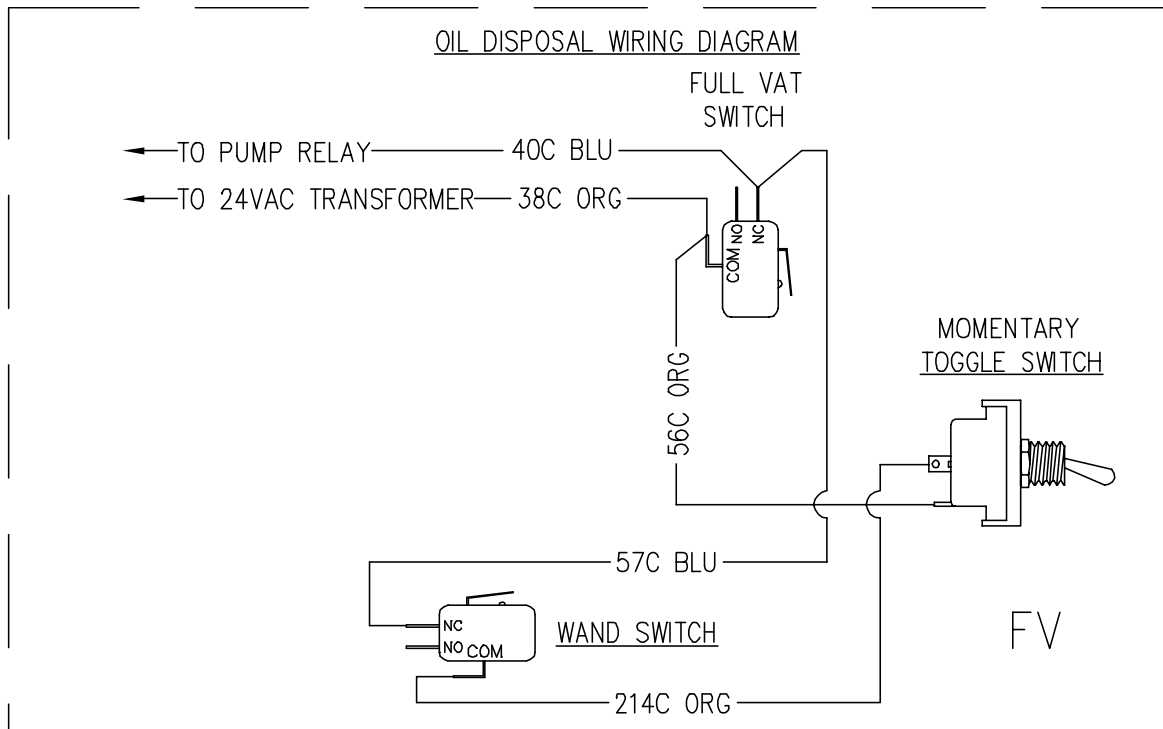 OIL DISPOSAL WIRING DIAGRAM
FULL VAT
SWITCH
TO PUMP RELAY
40C BLU
TO 24VAC TRANSFORMER
38C ORG
NO
NC
COM
56C ORG
MOMENTARY
TOGGLE SWITCH
57C BLU
NC
NO
COM
WAND SWITCH
FV
214C ORG